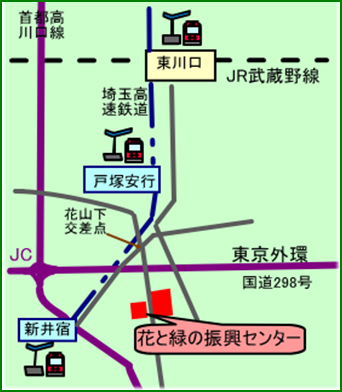 首都高
川口線
東川口
JR武蔵野線
埼玉高
速鉄道
戸塚安行
花山下
交差点
JC
東京外環
国道298号
新井宿
花と緑の振興センター